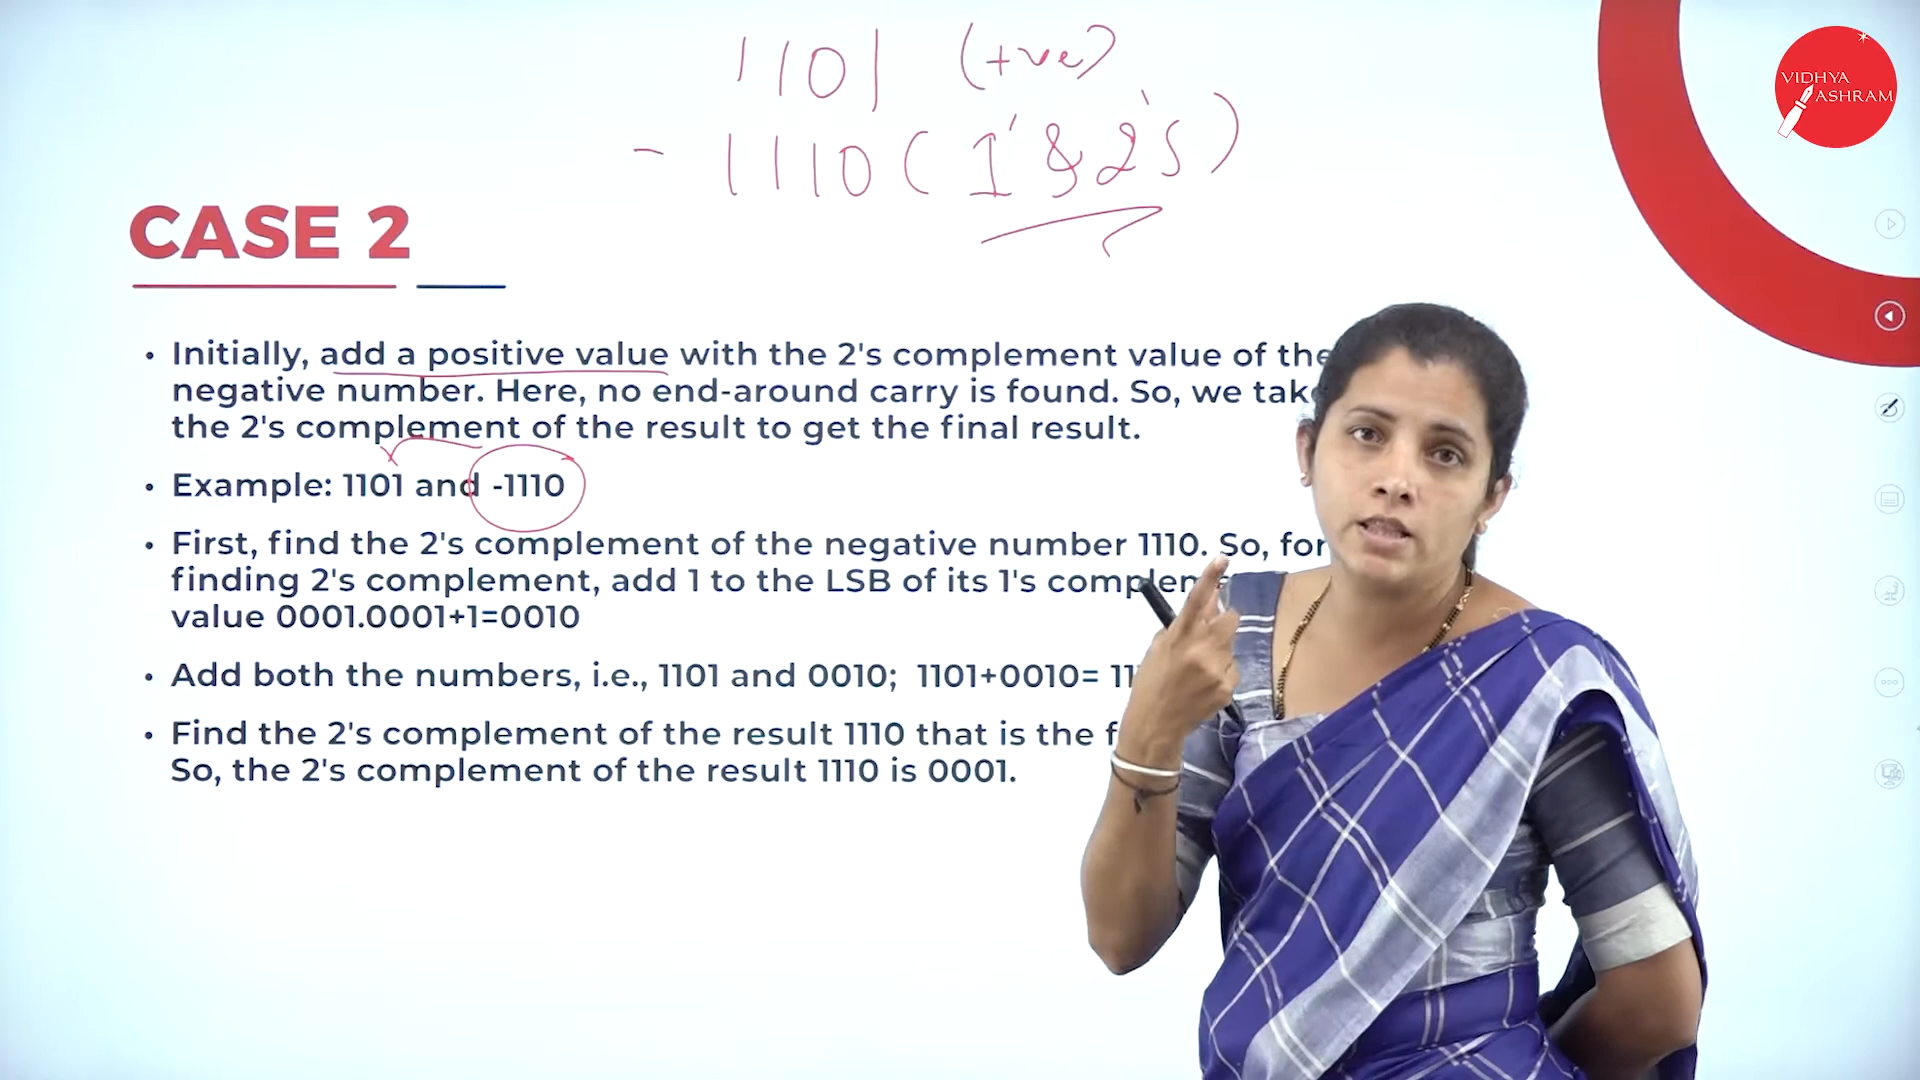 1101 (+ve)
- 1110 ( 1' & 2's )
VIDHYA
ASHRAM
CASE 2
• Initially, add a positive value with the 2's complement value of the
negative number. Here, no end-around carry is found. So, we take
the 2's complement of the result to get the final result.
• Example: 1101 and -1110
• First, find the 2's complement of the negative number 1110. So, for
finding 2's complement, add 1 to the LSB of its 1's complem
value 0001.0001+1=0010
• Add both the numbers, i.e., 1101 and 0010; 1101+0010= 11
• Find the 2's complement of the result 1110 that is the f
So, the 2's complement of the result 1110 is 0001.